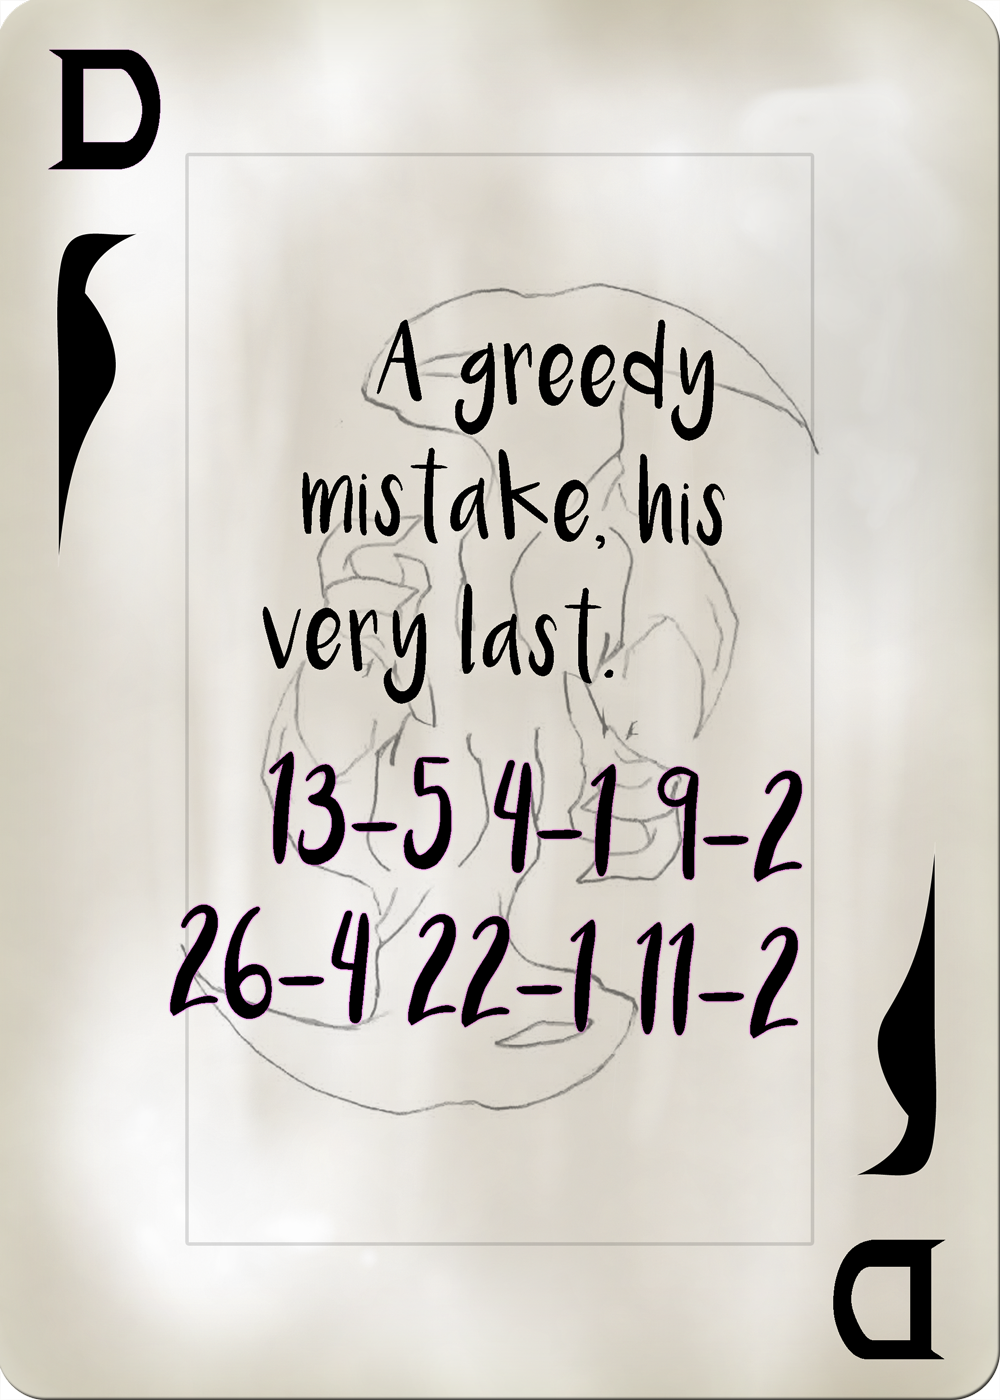 D
A greedy
mistake, his
very last.
13-5 4-1 9-2
26-4 22-1 11-2
D